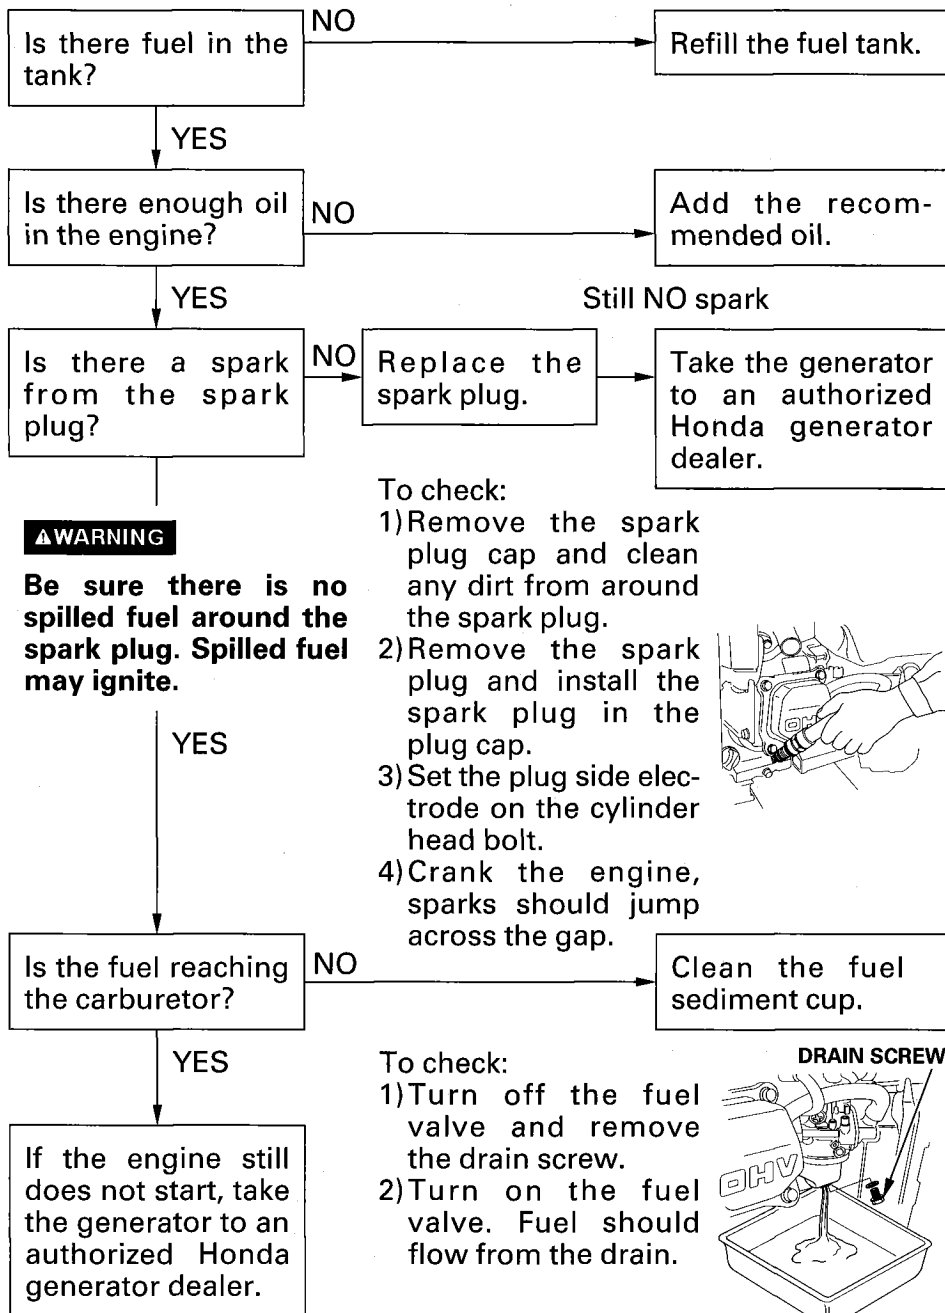 Is there fuel in the
tank?
NO
Refill the fuel tank.
YES
Is there enough oil
in the engine?
NO
Add the recom-
mended oil.
YES
Still NO spark
Is there a spark
from the spark
plug?
NO
Replace the
spark plug.
Take the generator
to an authorized
Honda generator
dealer.
⚠WARNING
Be sure there is no
spilled fuel around the
spark plug. Spilled fuel
may ignite.
To check:
1) Remove the spark
plug cap and clean
any dirt from around
the spark plug.
2) Remove the spark
plug and install the
spark plug in the
plug cap.
3) Set the plug side elec-
trode on the cylinder
head bolt.
4) Crank the engine,
sparks should jump
across the gap.
OHV
YES
Is the fuel reaching
the carburetor?
NO
Clean the fuel
sediment cup.
YES
To check:
1) Turn off the fuel
valve and remove
the drain screw.
2) Turn on the fuel
valve. Fuel should
flow from the drain.
DRAIN SCREW
OHV
If the engine still
does not start, take
the generator to an
authorized Honda
generator dealer.